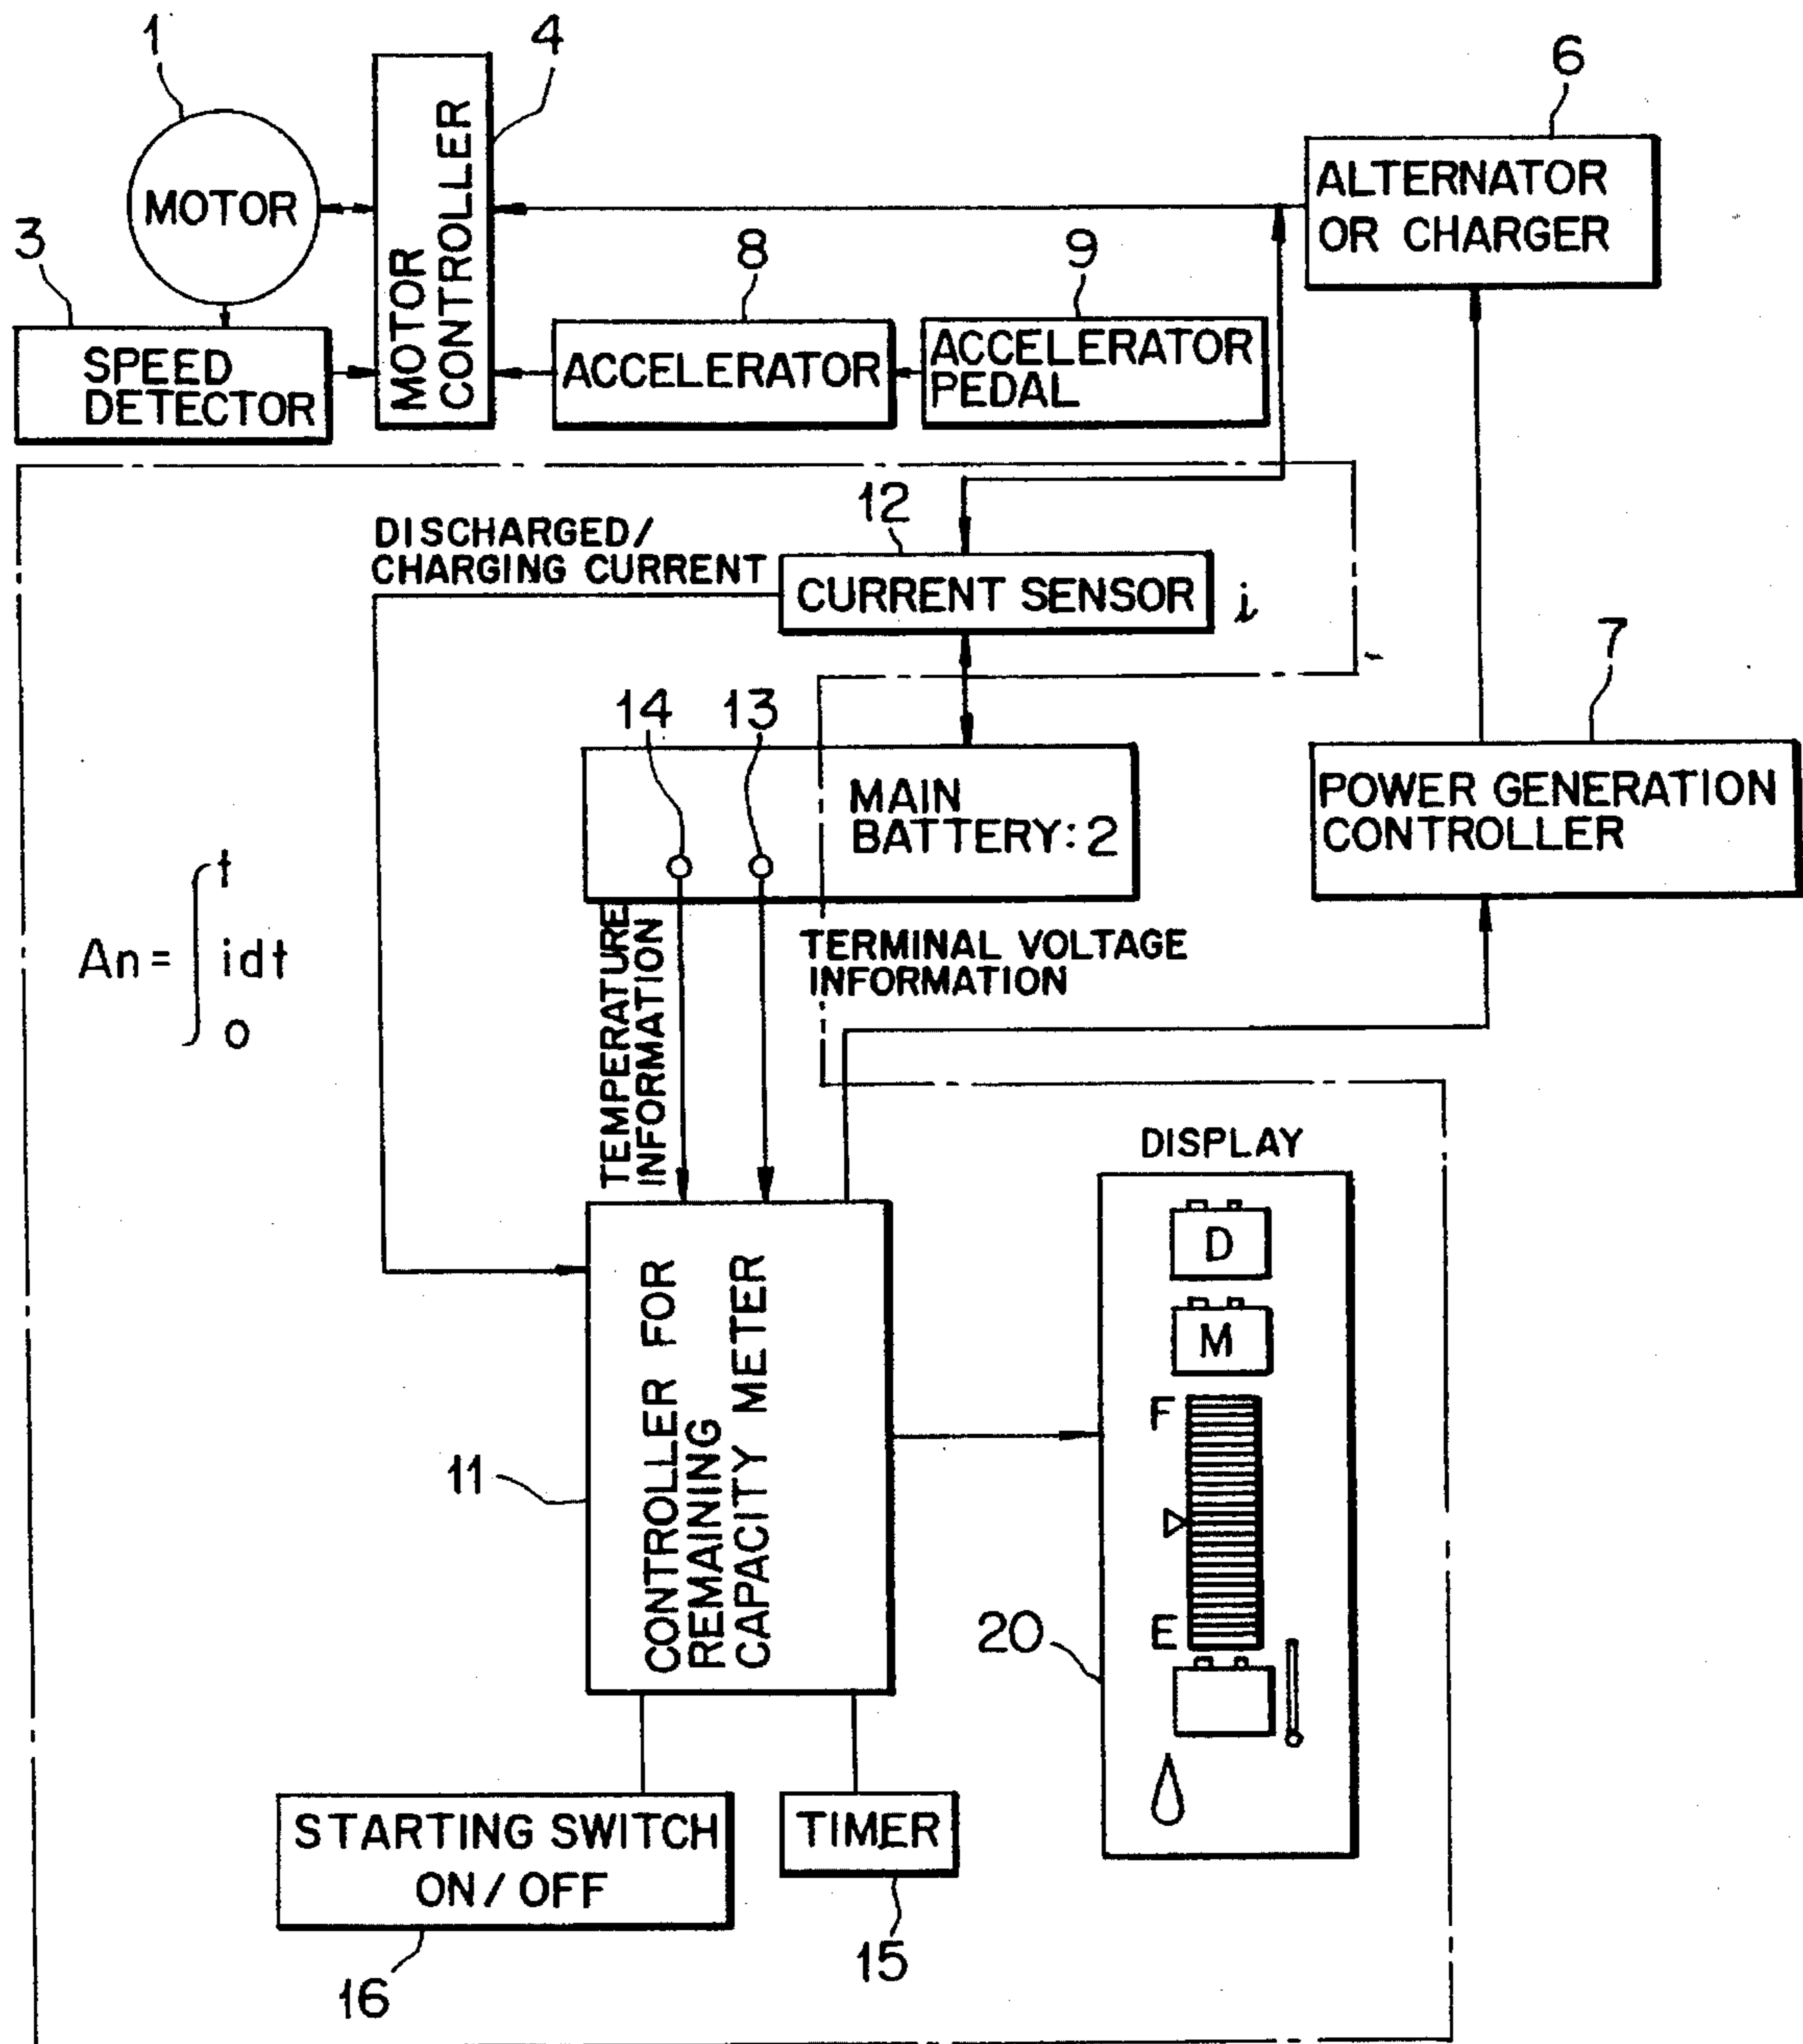 1
4
6
MOTOR
MOTOR
CONTROLLER
ALTERNATOR
OR CHARGER
3
8
9
SPEED
DETECTOR
ACCELERATOR
ACCELERATOR
PEDAL
12
DISCHARGED/
CHARGING CURRENT
CURRENT SENSOR
i
7
14
13
MAIN
BATTERY: 2
POWER GENERATION
CONTROLLER
t
An = idt
o
TEMPERATURE
INFORMATION
TERMINAL VOLTAGE
INFORMATION
DISPLAY
D
M
F
E
CONTROLLER FOR
REMAINING
CAPACITY METER
11
20
STARTING SWITCH
ON / OFF
TIMER
15
16